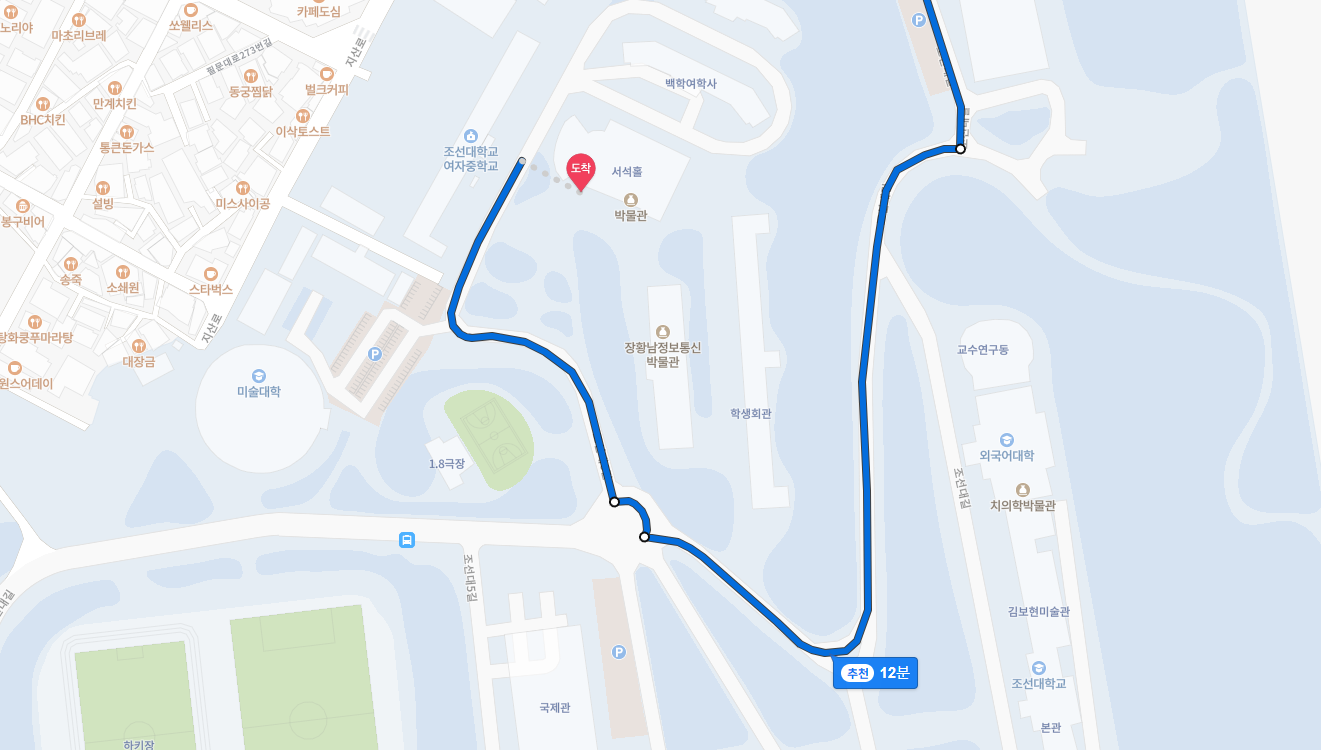 노리야
마초리브레
쏘웰리스
카페도심
필문대로273번길
지산로
동궁찜닭
벌크커피
BHC치킨
만계치킨
이삭토스트
통큰돈가스
조선대학교
여자중학교
백학여학사
도착
서석홀
박물관
설빙
미스사이공
봉구비어
송죽
소쇄원
스타벅스
지산로
탕화쿵푸마라탕
대장금
원스어데이
P
P
미술대학
장황남정보통신
박물관
교수연구동
학생회관
1.8극장
외국어대학
치의학박물관
조선대길
조선대5길
김보현미술관
추천 12분
P
조선대학교
본관
국제관
하키장